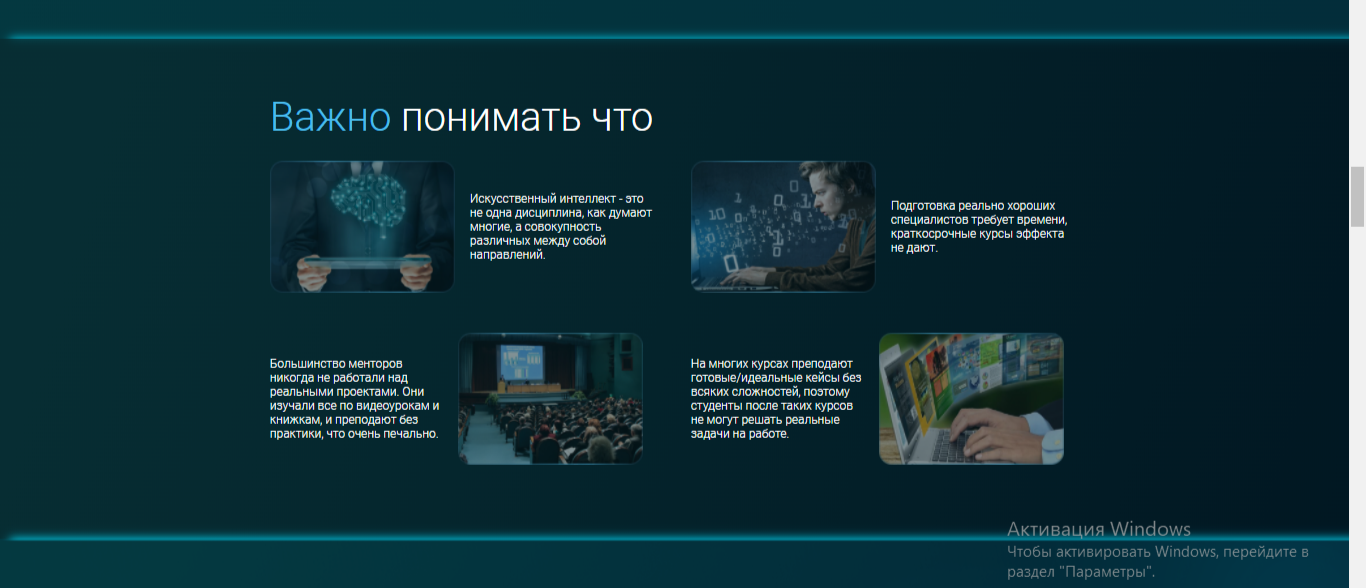 Важно понимать что
Искусственный интеллект - это
не одна дисциплина, как думают
многие, а совокупность
различных между собой
направлений.
Подготовка реально хороших
специалистов требует времени,
краткосрочные курсы эффекта
не дают.
Большинство менторов
никогда не работали над
реальными проектами. Они
изучали все по видеоурокам и
книжкам, и преподают без
практики, что очень печально.
На многих курсах преподают
готовые/идеальные кейсы без
всяких сложностей, поэтому
студенты после таких курсов
не могут решать реальные
задачи на работе.
Активация Windows
Чтобы активировать Windows, перейдите в
раздел "Параметры".